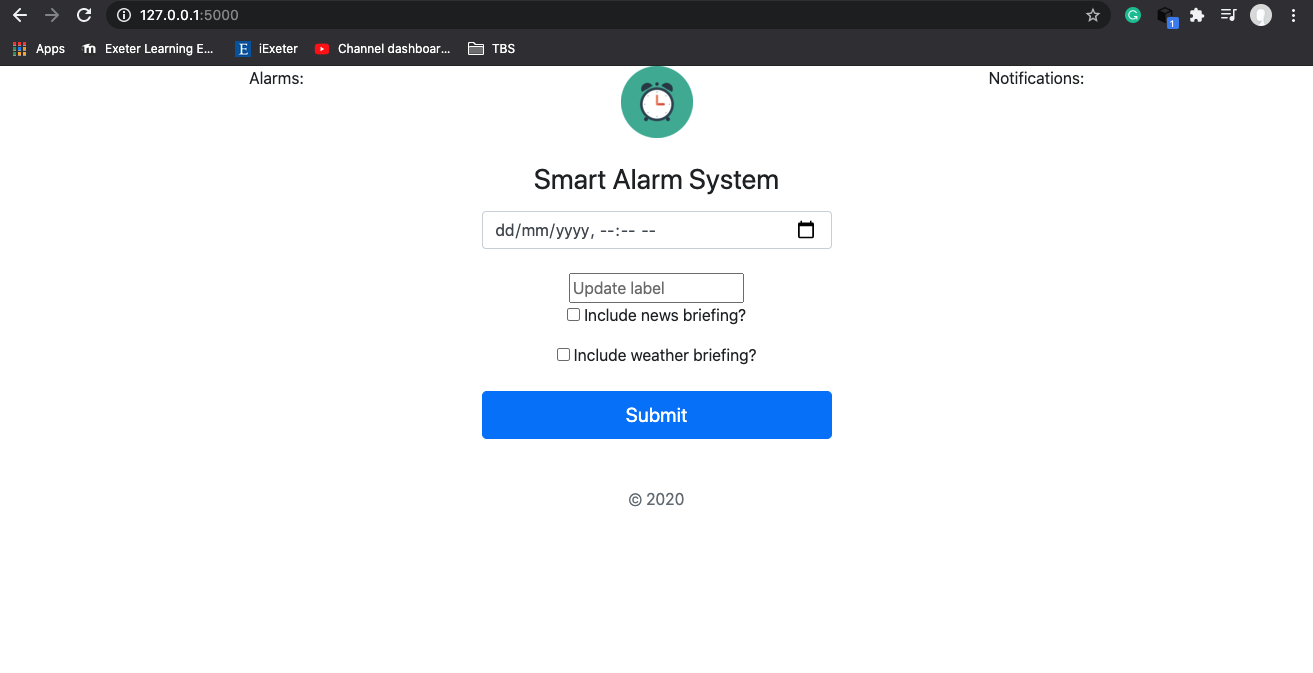 127.0.0.1:5000
1
Apps
Exeter Learning E...
E
iExeter
Channel dashboar...
TBS
Alarms:
Notifications:
Smart Alarm System
dd/mm/yyyy, --:-- --
Update label
Include news briefing?
Include weather briefing?
Submit
© 2020